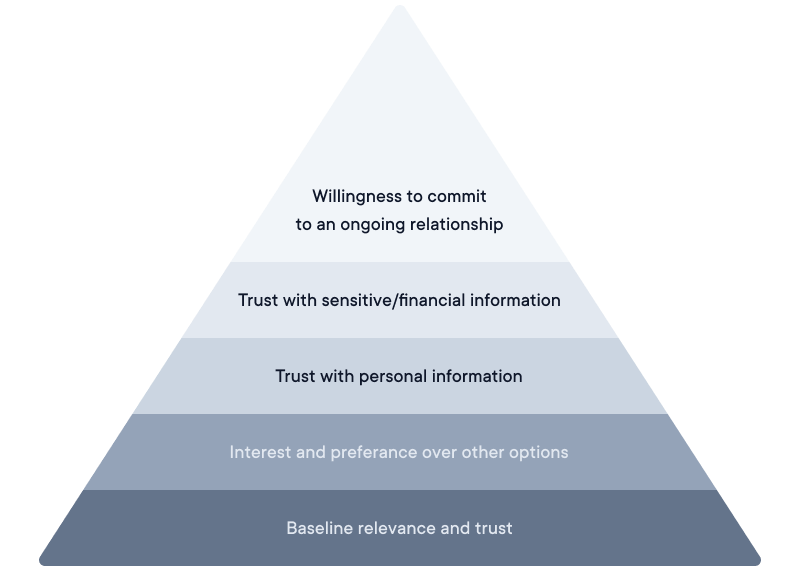 Willingness to commit
to an ongoing relationship
Trust with sensitive/financial information
Trust with personal information
Interest and preferance over other options
Baseline relevance and trust